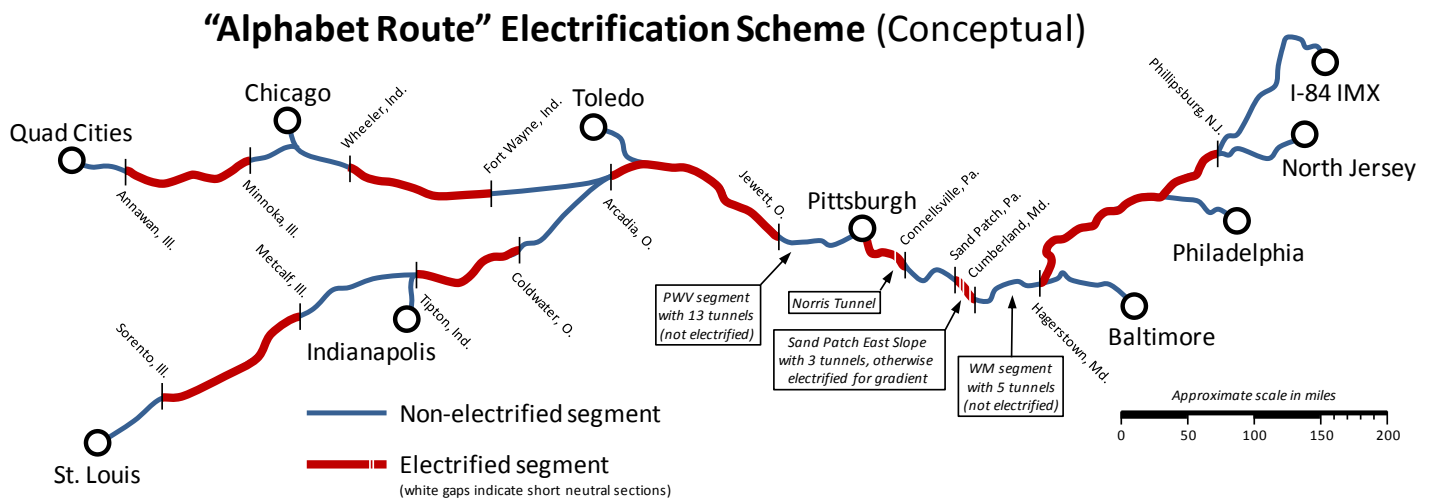 “Alphabet Route” Electrification Scheme (Conceptual)
Quad Cities
Annawan, Ill.
Minnoka, Ill.
Chicago
Wheeler, Ind.
Fort Wayne, Ind.
Toledo
Arcadia, O.
Jewett, O.
Pittsburgh
Connellsville, Pa.
Sand Patch, Pa.
Cumberland, Md.
Phillipsburg, N.J.
I-84 IMX
North Jersey
Philadelphia
Baltimore
Hagerstown, Md.
Metcalf, Ill.
Sorento, Ill.
Tipton, Ind.
Coldwater, O.
Indianapolis
St. Louis
PWV segment
with 13 tunnels
(not electrified)
Norris Tunnel
Sand Patch East Slope
with 3 tunnels, otherwise
electrified for gradient
WM segment
with 5 tunnels
(not electrified)
Non-electrified segment
Electrified segment
(white gaps indicate short neutral sections)
Approximate scale in miles
0 50 100 150 200